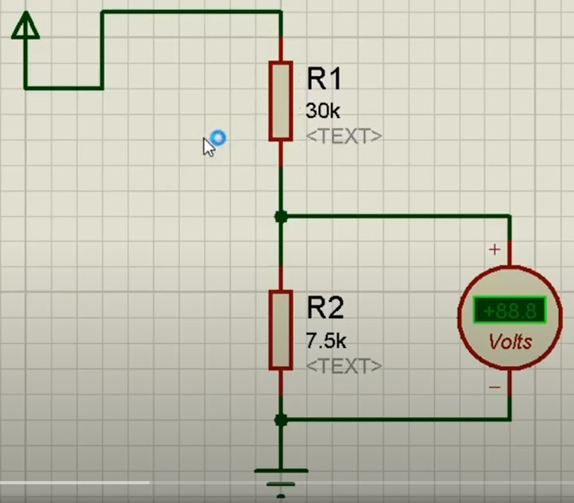 R1
30k
<TEXT>
+
+88.8
Volts
R2
7.5k
<TEXT>
−